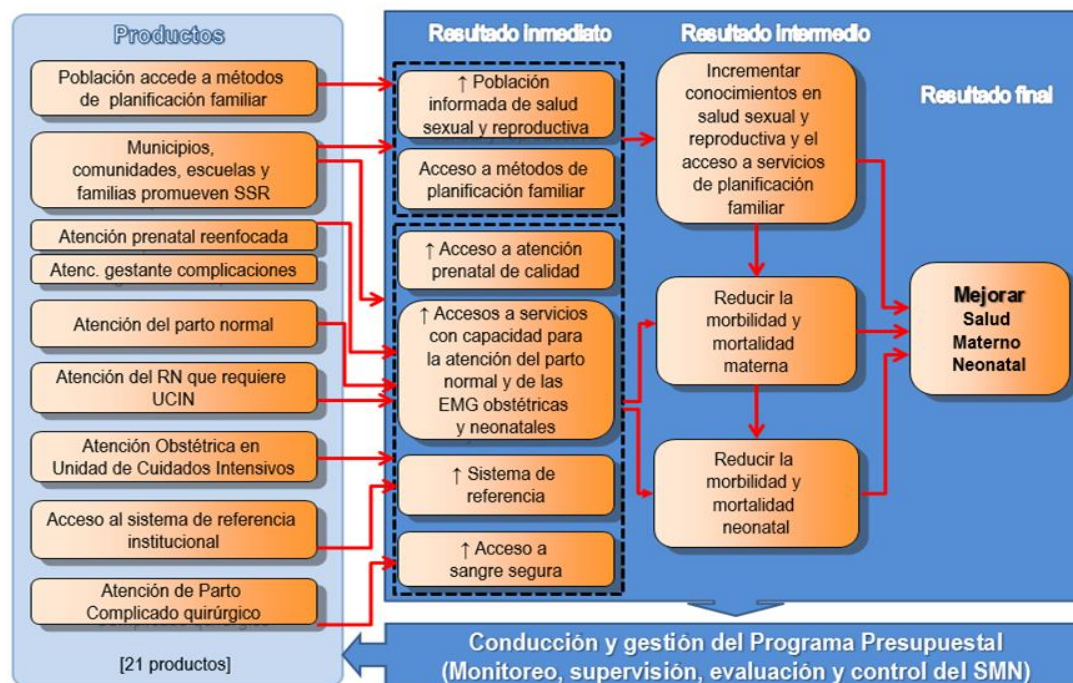 Productos
Población accede a métodos
de planificación familiar
Municipios,
comunidades, escuelas y
familias promueven SSR
Atención prenatal reenfocada
Atenc. gestante complicaciones
Atención del parto normal
Atención del RN que requiere
UCIN
Atención Obstétrica en
Unidad de Cuidados Intensivos
Acceso al sistema de referencia
institucional
Atención de Parto
Complicado quirúrgico
[21 productos]
Resultado inmediato
↑ Población
informada de salud
sexual y reproductiva
Acceso a métodos de
planificación familiar
↑ Acceso a atención
prenatal de calidad
↑ Accesos a servicios
con capacidad para
la atención del parto
normal y de las
EMG obstétricas
y neonatales
↑ Sistema de
referencia
↑ Acceso a
sangre segura
Resultado intermedio
Incrementar
conocimientos en
salud sexual y
reproductiva y el
acceso a servicios
de planificación
familiar
Reducir la
morbilidad y
mortalidad
materna
Reducir la
morbilidad y
mortalidad
neonatal
Resultado final
Mejorar
Salud
Materno
Neonatal
Conducción y gestión del Programa Presupuestal
(Monitoreo, supervisión, evaluación y control del SMN)